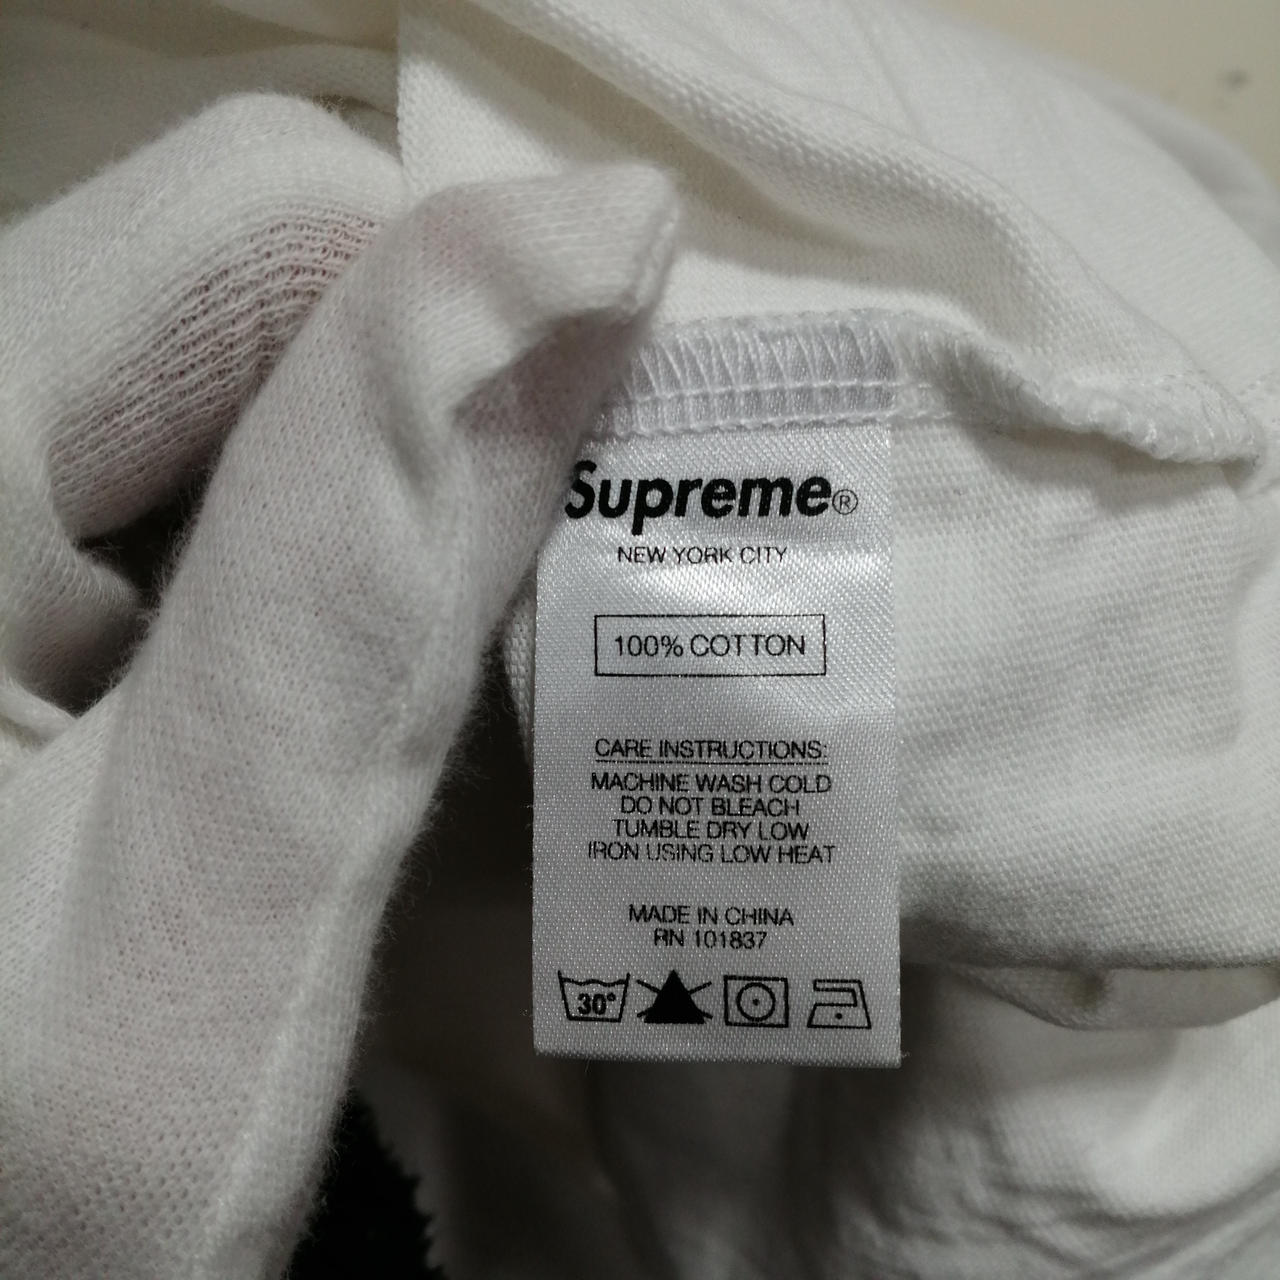 Supreme®
NEW YORK CITY
100% COTTON
CARE INSTRUCTIONS:
MACHINE WASH COLD
DO NOT BLEACH
TUMBLE DRY LOW
IRON USING LOW HEAT
MADE IN CHINA
RN 101837
30°